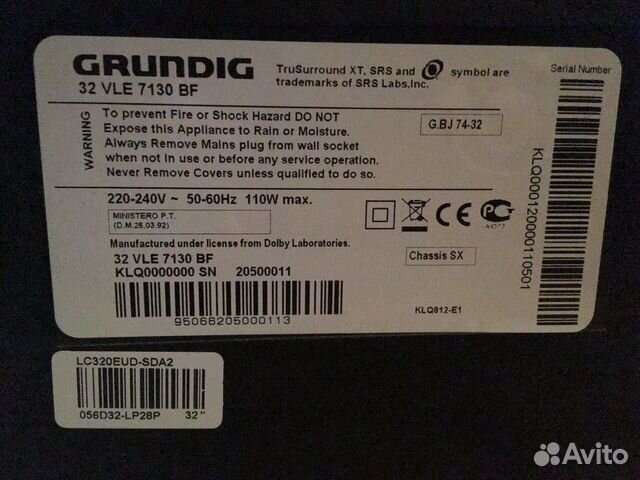 GRUNDIG
32 VLE 7130 BF
TruSurround XT, SRS and symbol are
trademarks of SRS Labs,Inc.
Serial Number
WARNING
To prevent Fire or Shock Hazard DO NOT
Expose this Appliance to Rain or Moisture.
Always Remove Mains plug from wall socket
when not in use or before any service operation.
Never Remove Covers unless qualified to do so.
G.BJ 74-32
220-240V ~ 50-60Hz 110W max.
MINISTERO P.T.
(D.M.26.03.92)
CE
Manufactured under license from Dolby Laboratories.
32 VLE 7130 BF
KLQ0000000 SN 20500011
Chassis SX
95066205000113
KLQ812-E1
KLQ0001200000110501
LC320EUD-SDA2
056D32-LP28P 32"
Avito